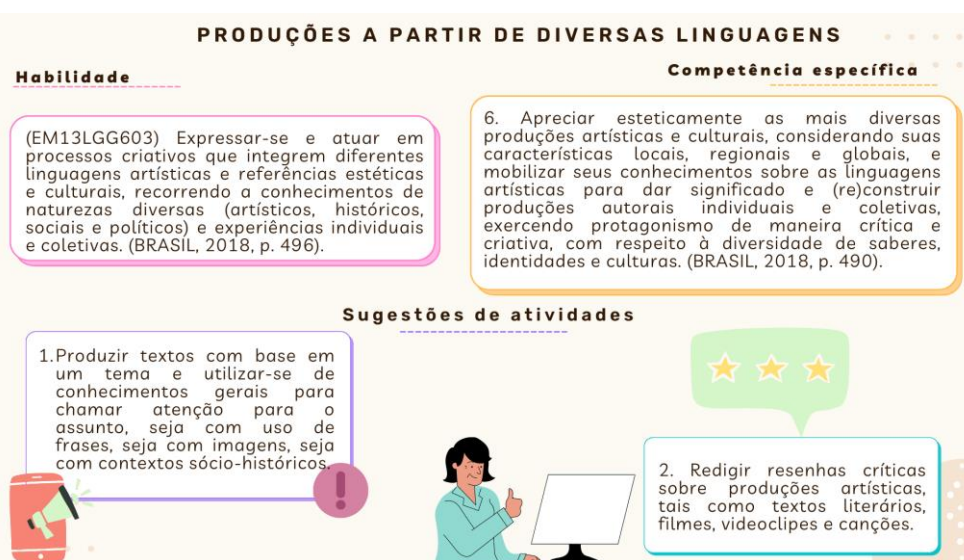 PRODUÇÕES A PARTIR DE DIVERSAS LINGUAGENS
Habilidade
(EM13LGG603) Expressar-se e atuar em
processos criativos que integrem diferentes
linguagens artísticas e referências estéticas
e culturais, recorrendo a conhecimentos de
naturezas diversas (artísticos, históricos,
sociais e políticos) e experiências individuais
e coletivas. (BRASIL, 2018, p. 496).
Competência específica
6. Apreciar esteticamente as mais diversas
produções artísticas e culturais, considerando suas
características locais, regionais e globais, e
mobilizar seus conhecimentos sobre as linguagens
artísticas para dar significado e (re)construir
produções autorais individuais e coletivas,
exercendo protagonismo de maneira crítica e
criativa, com respeito à diversidade de saberes,
identidades e culturas. (BRASIL, 2018, p. 490).
Sugestões de atividades
1.Produzir textos com base em
um tema e utilizar-se de
conhecimentos gerais para
chamar atenção para o
assunto, seja com uso de
frases, seja com imagens, seja
com contextos sócio-históricos.
2. Redigir resenhas críticas
sobre produções artísticas,
tais como textos literários,
filmes, videoclipes e canções.